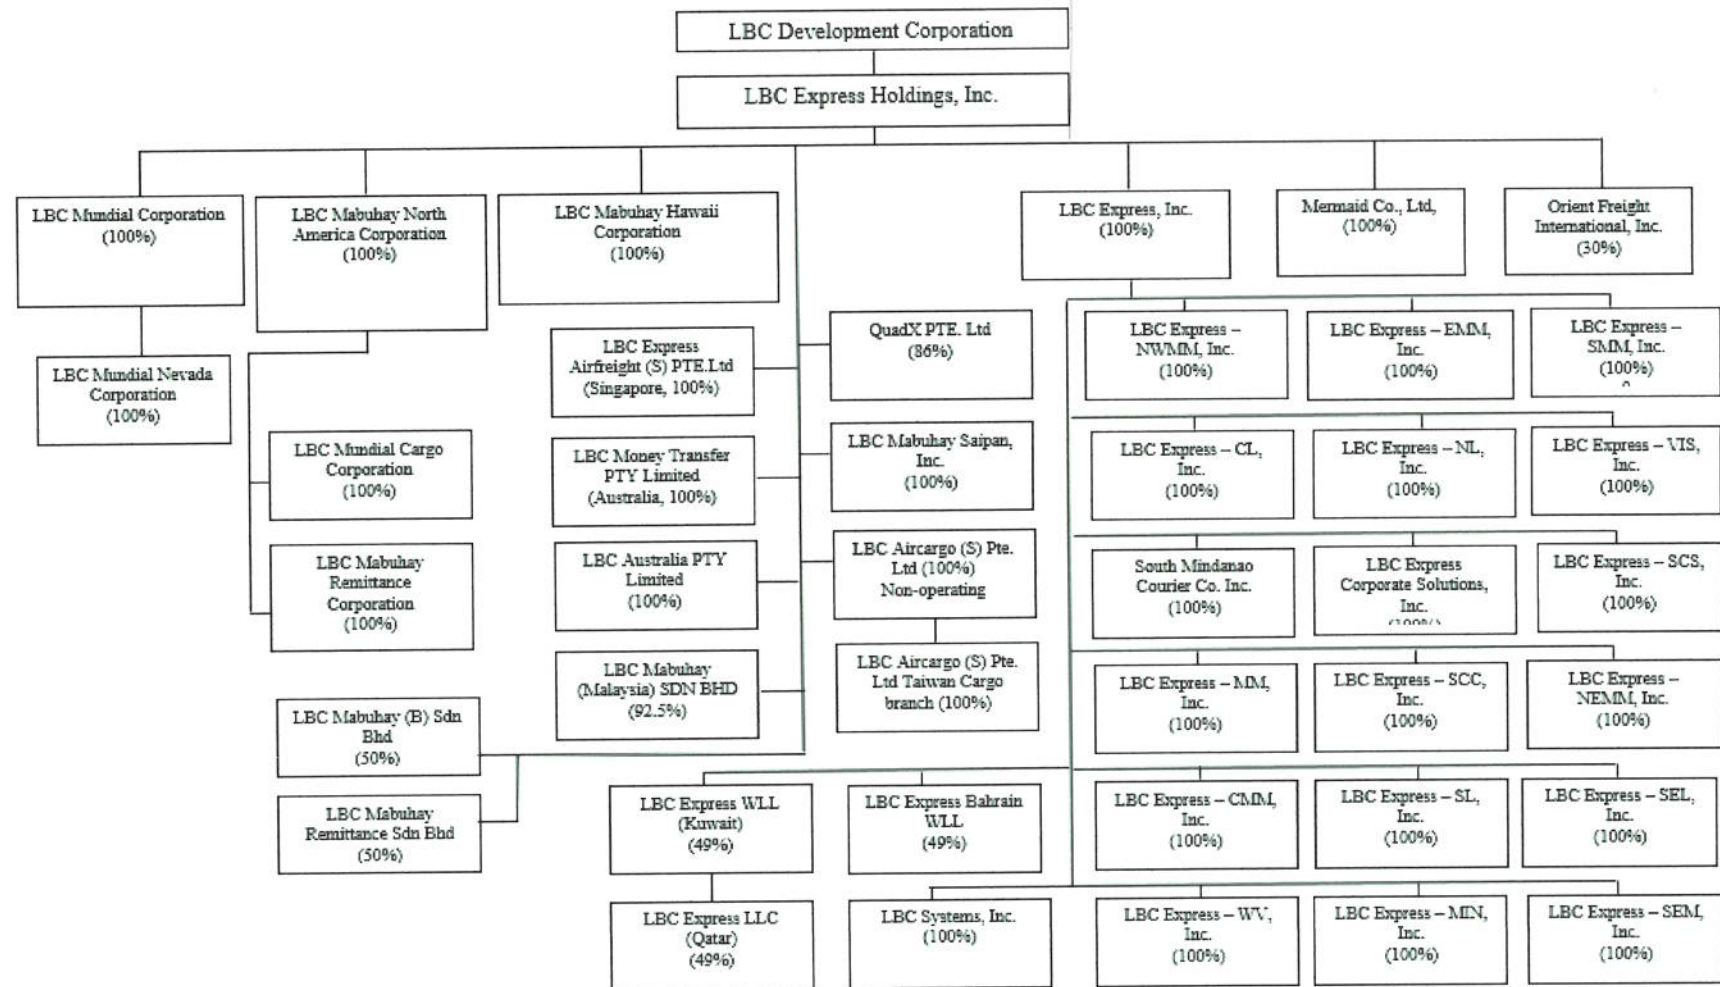 LBC Development Corporation
LBC Express Holdings, Inc.
LBC Mundial Corporation
(100%)
LBC Mabuhay North
America Corporation
(100%)
LBC Mabuhay Hawaii
Corporation
(100%)
LBC Express, Inc.
(100%)
Mermaid Co., Ltd,
(100%)
Orient Freight
International, Inc.
(30%)
LBC Mundial Nevada
Corporation
(100%)
LBC Mundial Cargo
Corporation
(100%)
LBC Mabuhay
Remittance
Corporation
(100%)
LBC Express
Airfreight (S) PTE.Ltd
(Singapore, 100%)
LBC Money Transfer
PTY Limited
(Australia, 100%)
LBC Australia PTY
Limited
(100%)
LBC Mabuhay
(Malaysia) SDN BHD
(92.5%)
QuadX PTE. Ltd
(86%)
LBC Mabuhay Saipan,
Inc.
(100%)
LBC Aircargo (S) Pte.
Ltd (100%)
Non-operating
LBC Aircargo (S) Pte.
Ltd Taiwan Cargo
branch (100%)
LBC Mabuhay (B) Sdn
Bhd
(50%)
LBC Mabuhay
Remittance Sdn Bhd
(50%)
LBC Express –
NWMM, Inc.
(100%)
LBC Express – EMM,
Inc.
(100%)
LBC Express –
SMM, Inc.
(100%)
LBC Express – CL,
Inc.
(100%)
LBC Express – NL,
Inc.
(100%)
LBC Express – VIS,
Inc.
(100%)
South Mindanao
Courier Co. Inc.
(100%)
LBC Express
Corporate Solutions,
Inc.
(100%)
LBC Express – SCS,
Inc.
(100%)
LBC Express – MM,
Inc.
(100%)
LBC Express – SCC,
Inc.
(100%)
LBC Express –
NEMM, Inc.
(100%)
LBC Express WLL
(Kuwait)
(49%)
LBC Express Bahrain
WLL
(49%)
LBC Express – CMM,
Inc.
(100%)
LBC Express – SL,
Inc.
(100%)
LBC Express – SEL,
Inc.
(100%)
LBC Express LLC
(Qatar)
(49%)
LBC Systems, Inc.
(100%)
LBC Express – WV,
Inc.
(100%)
LBC Express – MIN,
Inc.
(100%)
LBC Express – SEM,
Inc.
(100%)